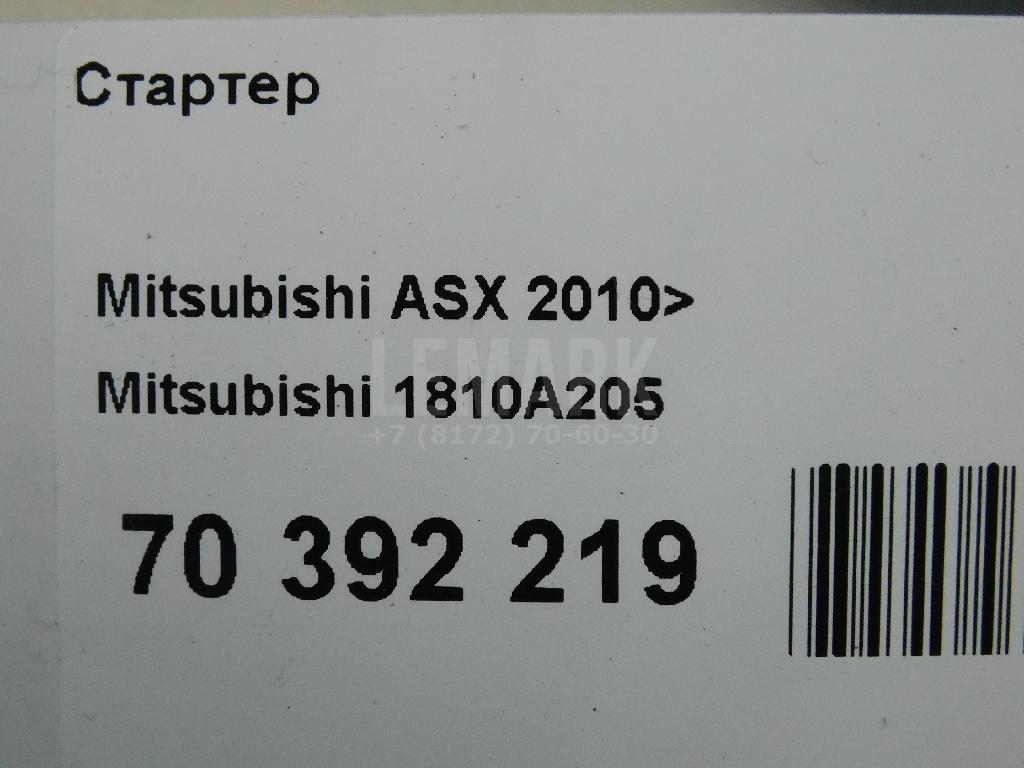 Стартер
Mitsubishi ASX 2010>
LEMARK
Mitsubishi 1810A205
+7 (8172) 70-60-30
70 392 219